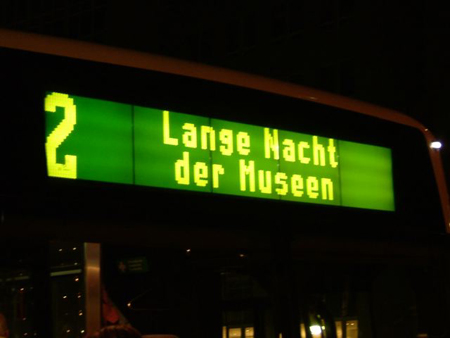 2
Lange Nacht
der Museen